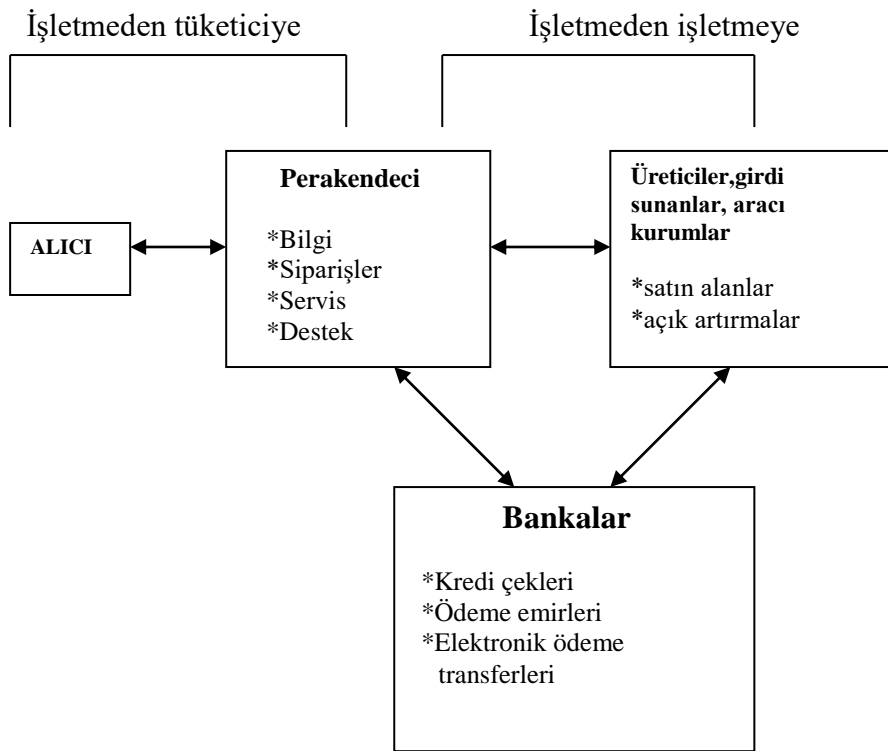 İşletmeden tüketiciye
İşletmeden işletmeye
ALICI
Perakendeci
*Bilgi
*Siparişler
*Servis
*Destek
Üreticiler,girdi
sunanlar, aracı
kurumlar
*satın alanlar
*açık artırmalar
Bankalar
*Kredi çekleri
*Ödeme emirleri
*Elektronik ödeme
transferleri